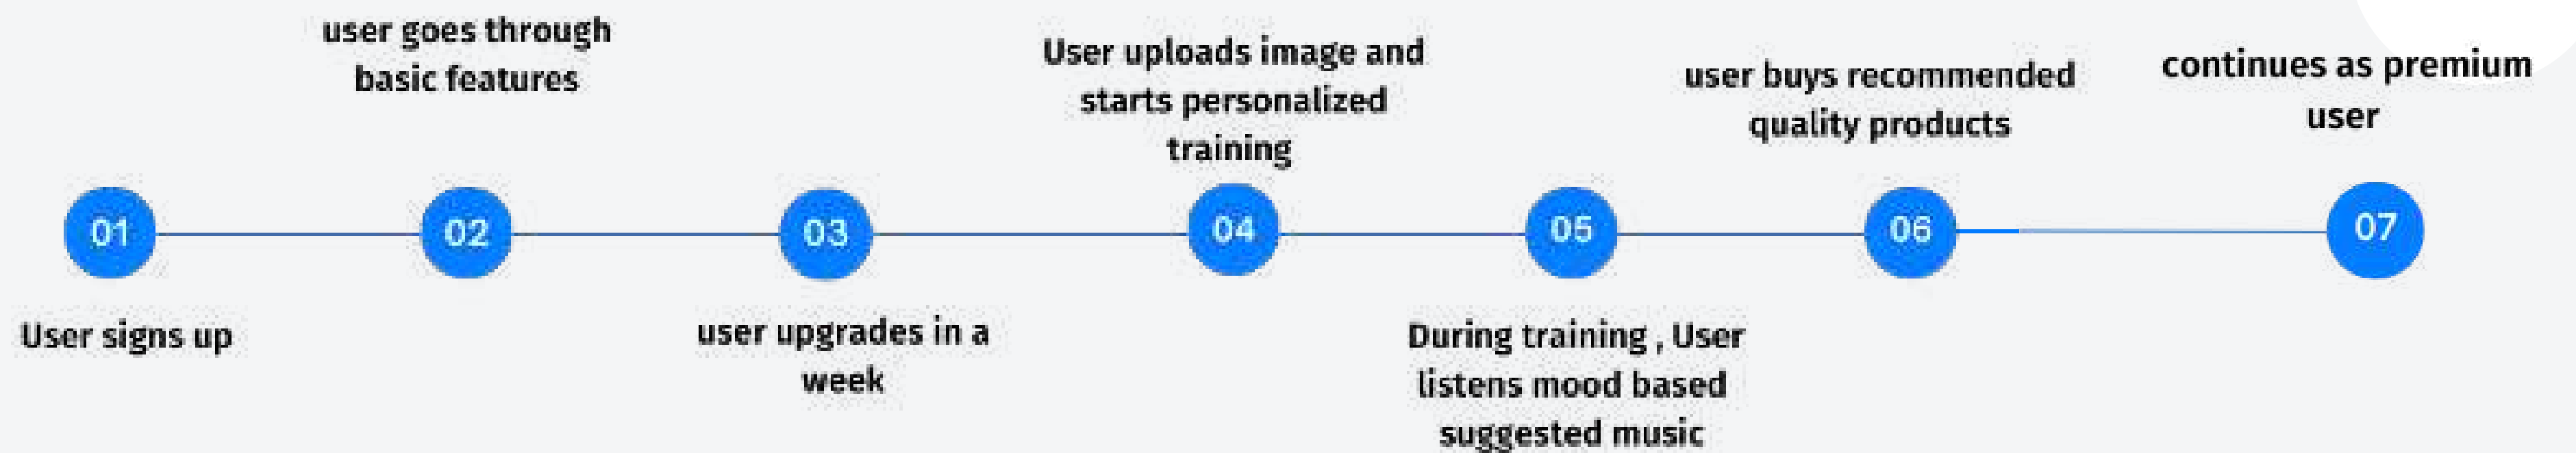 01
User signs up
02
user goes through
basic features
03
user upgrades in a
week
04
User uploads image and
starts personalized
training
05
During training , User
listens mood based
suggested music
06
user buys recommended
quality products
07
continues as premium
user